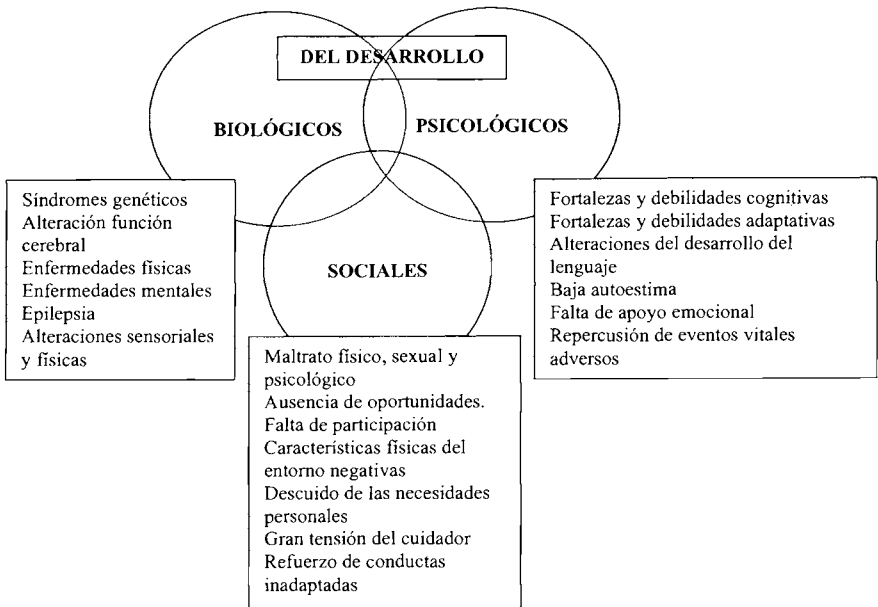 DEL DESARROLLO
BIOLÓGICOS
PSICOLÓGICOS
SOCIALES
Síndromes genéticos
Alteración función
cerebral
Enfermedades físicas
Enfermedades mentales
Epilepsia
Alteraciones sensoriales
y físicas
Fortalezas y debilidades cognitivas
Fortalezas y debilidades adaptativas
Alteraciones del desarrollo del
lenguaje
Baja autoestima
Falta de apoyo emocional
Repercusión de eventos vitales
adversos
Maltrato físico, sexual y
psicológico
Ausencia de oportunidades.
Falta de participación
Características físicas del
entorno negativas
Descuido de las necesidades
personales
Gran tensión del cuidador
Refuerzo de conductas
inadaptadas